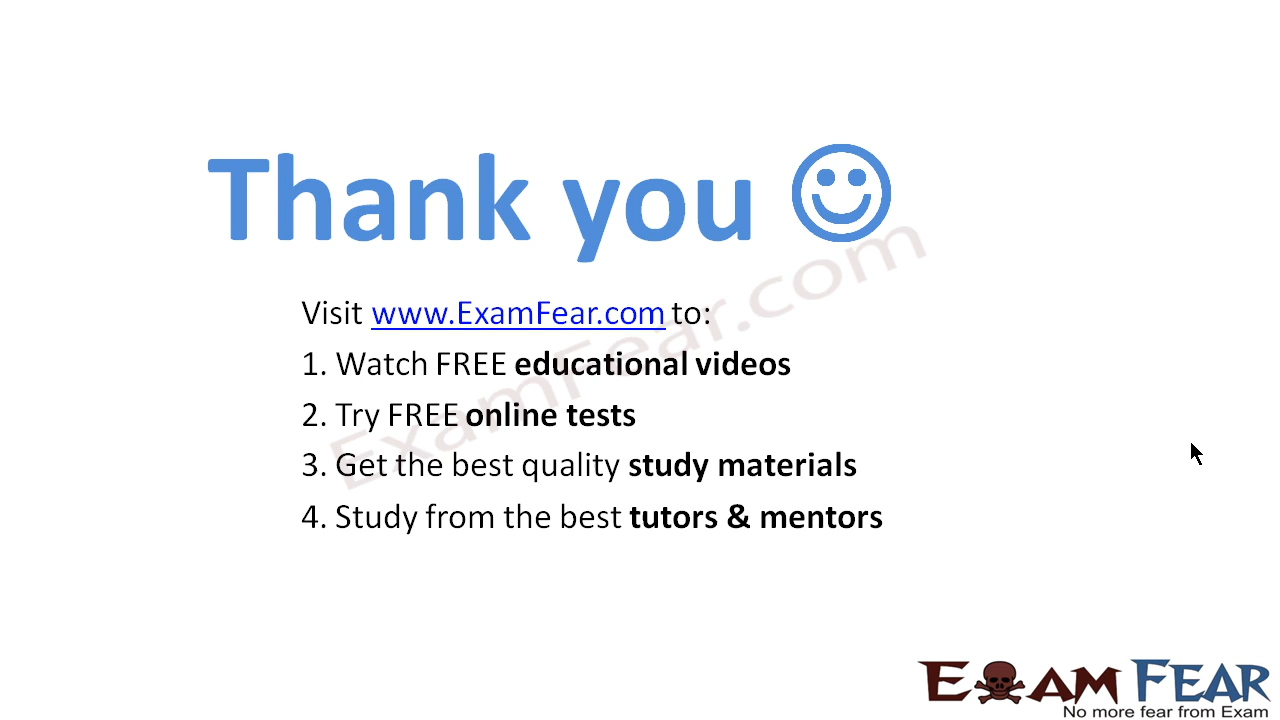 Thank you ☺
Visit www.ExamFear.com to:
1. Watch FREE educational videos
2. Try FREE online tests
3. Get the best quality study materials
4. Study from the best tutors & mentors
ExamFear.com
EXAM FEAR
No more fear from Exam